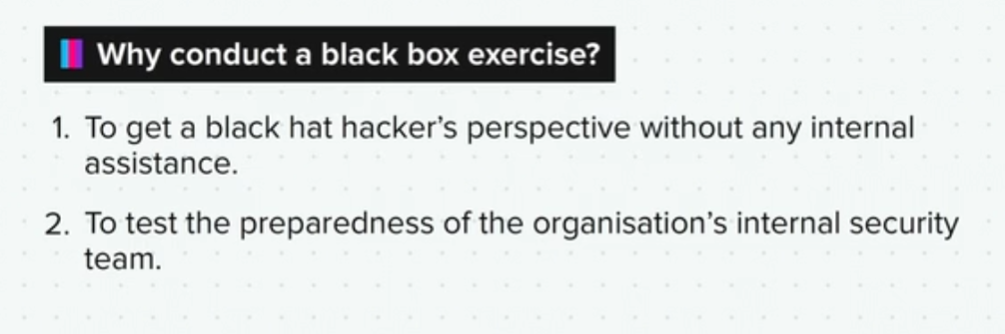 Why conduct a black box exercise?
1. To get a black hat hacker's perspective without any internal
assistance.
2. To test the preparedness of the organisation's internal security
team.